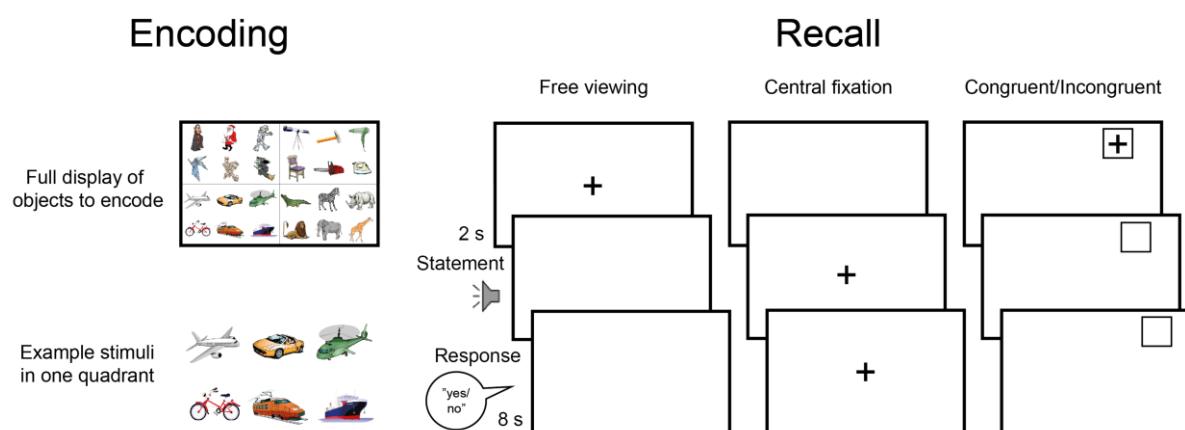 Encoding
Recall
Free viewing
Central fixation
Congruent/Incongruent
Full display of
objects to encode
2 s
Statement
Example stimuli
in one quadrant
Response
"yes/
no"
8 s